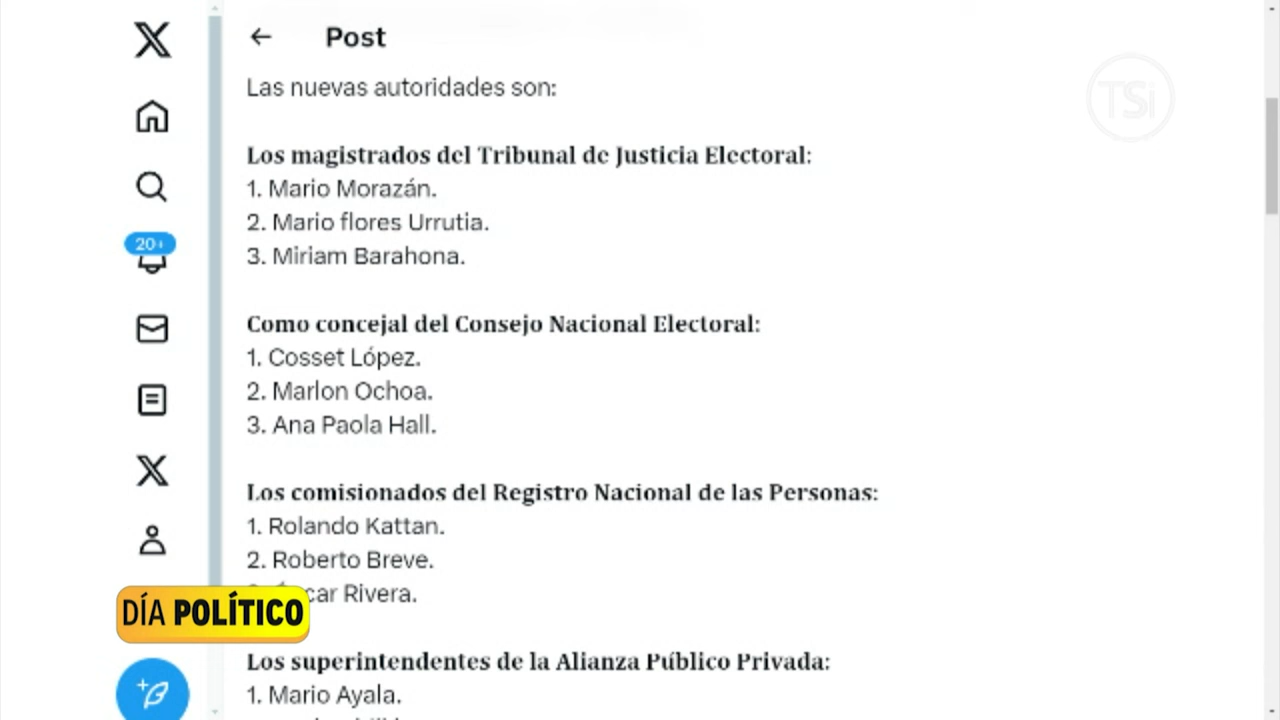 Post
TSi
Las nuevas autoridades son:
Los magistrados del Tribunal de Justicia Electoral:
1. Mario Morazán.
2. Mario flores Urrutia.
3. Miriam Barahona.
20+
Como concejal del Consejo Nacional Electoral:
1. Cosset López.
2. Marlon Ochoa.
3. Ana Paola Hall.
Los comisionados del Registro Nacional de las Personas:
1. Rolando Kattan.
2. Roberto Breve.
Rivera.
DÍA POLÍTICO
Los superintendentes de la Alianza Público Privada:
1. Mario Ayala.